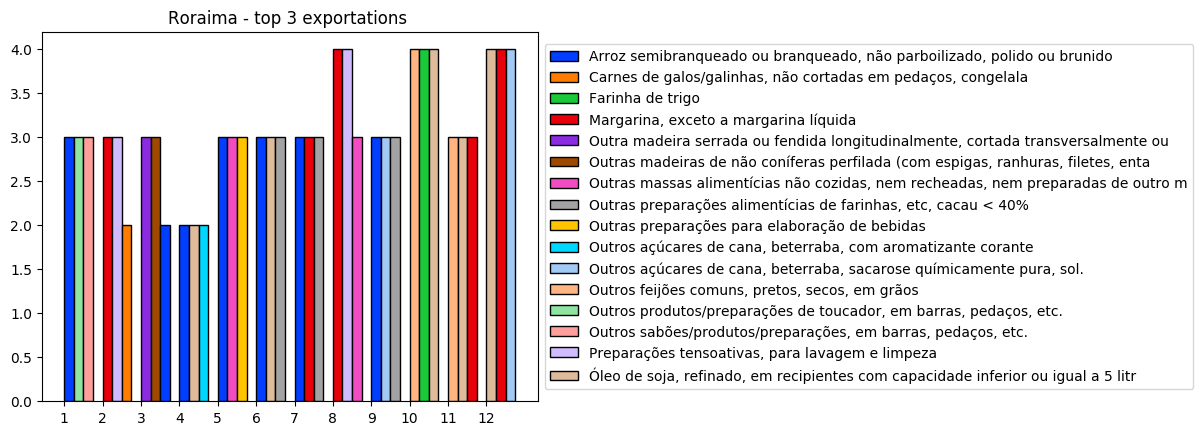 Roraima - top 3 exportations
4.0
3.5
3.0
2.5
2.0
1.5
1.0
0.5
0.0
1 2 3 4 5 6 7 8 9 10 11 12
Arroz semibranqueado ou branqueado, não parboilizado, polido ou brunido
Carnes de galos/galinhas, não cortadas em pedaços, congelala
Farinha de trigo
Margarina, exceto a margarina líquida
Outra madeira serrada ou fendida longitudinalmente, cortada transversalmente ou
Outras madeiras de não coníferas perfilada (com espigas, ranhuras, filetes, enta
Outras massas alimentícias não cozidas, nem recheadas, nem preparadas de outro m
Outras preparações alimentícias de farinhas, etc, cacau < 40%
Outras preparações para elaboração de bebidas
Outros açúcares de cana, beterraba, com aromatizante corante
Outros açúcares de cana, beterraba, sacarose químicamente pura, sol.
Outros feijões comuns, pretos, secos, em grãos
Outros produtos/preparações de toucador, em barras, pedaços, etc.
Outros sabões/produtos/preparações, em barras, pedaços, etc.
Preparações tensoativas, para lavagem e limpeza
Óleo de soja, refinado, em recipientes com capacidade inferior ou igual a 5 litr